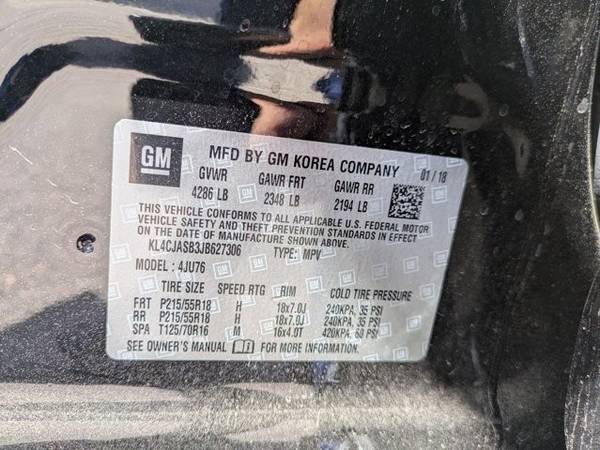 GM MFD BY GM KOREA COMPANY 01 / 18
GVWR GAWR FRT GAWR RR
4286 LB 2348 LB 2194 LB
THIS VEHICLE CONFORMS TO ALL APPLICABLE U.S. FEDERAL MOTOR
VEHICLE SAFETY AND THEFT PREVENTION STANDARDS IN EFFECT ON
THE DATE OF MANUFACTURE SHOWN ABOVE.
KL4CJASB3JB627306 TYPE: MPV
MODEL : 4JU76
TIRE SIZE SPEED RTG RIM COLD TIRE PRESSURE
FRT P215/55R18 H 18x7.0J 240KPA, 35 PSI
RR P215/55R18 H 18x7.0J 240KPA, 35 PSI
SPA T125/70R16 M 16x4.0T 420KPA, 60 PSI
SEE OWNER'S MANUAL FOR MORE INFORMATION.